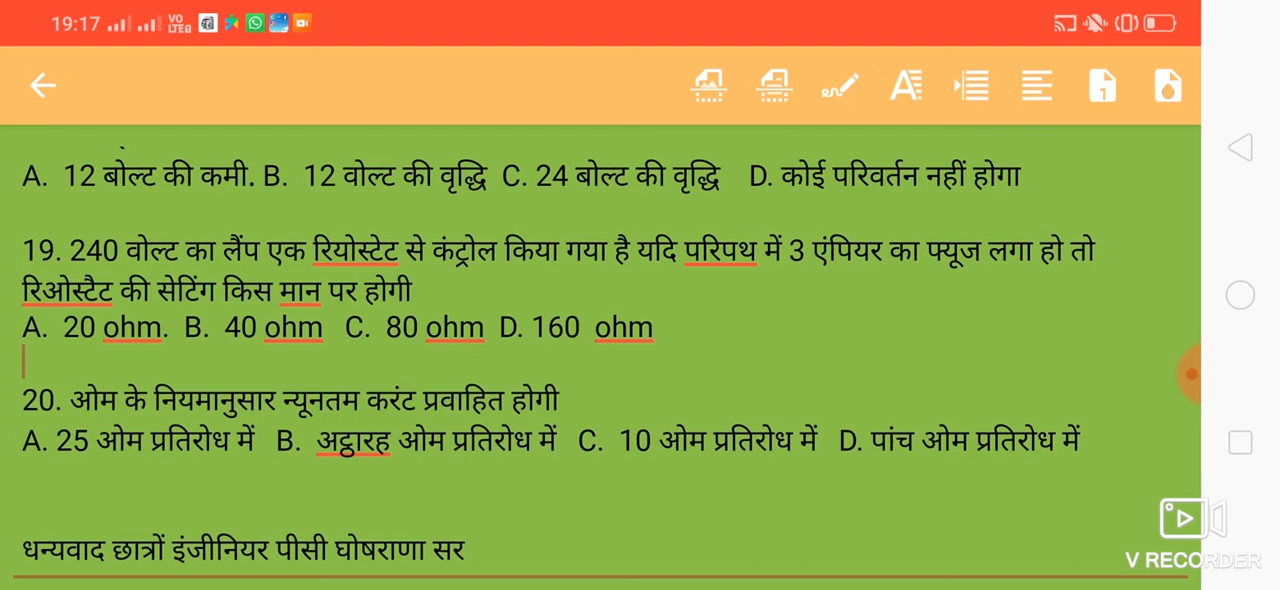 19:17 VO LTE
A. 12 बोल्ट की कमी. B. 12 वोल्ट की वृद्धि C. 24 बोल्ट की वृद्धि D. कोई परिवर्तन नहीं होगा
19. 240 वोल्ट का लैंप एक रियोस्टेट से कंट्रोल किया गया है यदि परिपथ में 3 एंपियर का फ्यूज लगा हो तो
रिओस्टैट की सेटिंग किस मान पर होगी
A. 20 ohm. B. 40 ohm C. 80 ohm D. 160 ohm
20. ओम के नियमानुसार न्यूनतम करंट प्रवाहित होगी
A. 25 ओम प्रतिरोध में B. अट्ठारह ओम प्रतिरोध में C. 10 ओम प्रतिरोध में D. पांच ओम प्रतिरोध में
धन्यवाद छात्रों इंजीनियर पीसी घोषराणा सर
V RECORDER